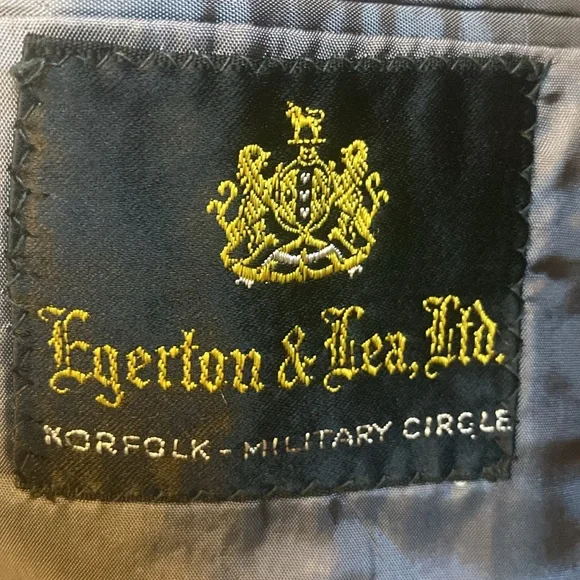 Egerton & Lea, Ltd.
NORFOLK - MILITARY CIRCLE